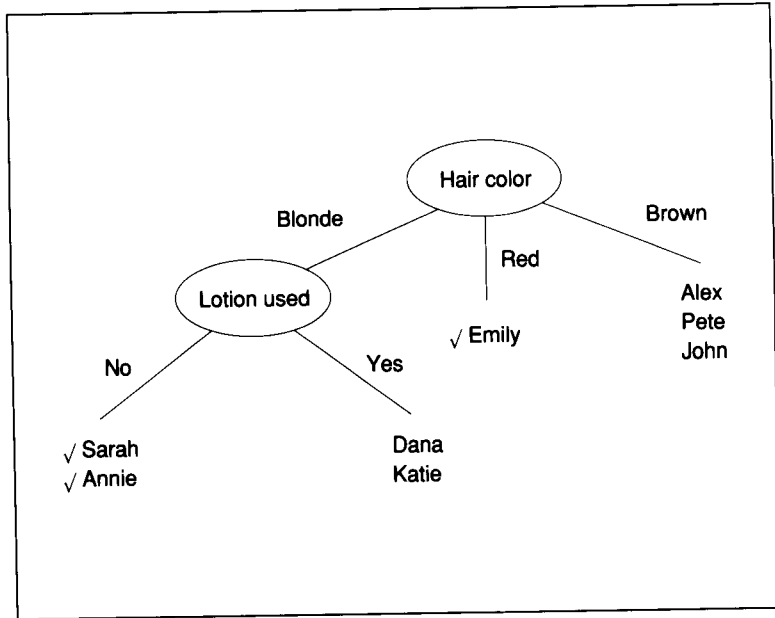 Hair color
Blonde
Brown
Red
Lotion used
Alex
Pete
John
√ Emily
No
Yes
√ Sarah
√ Annie
Dana
Katie